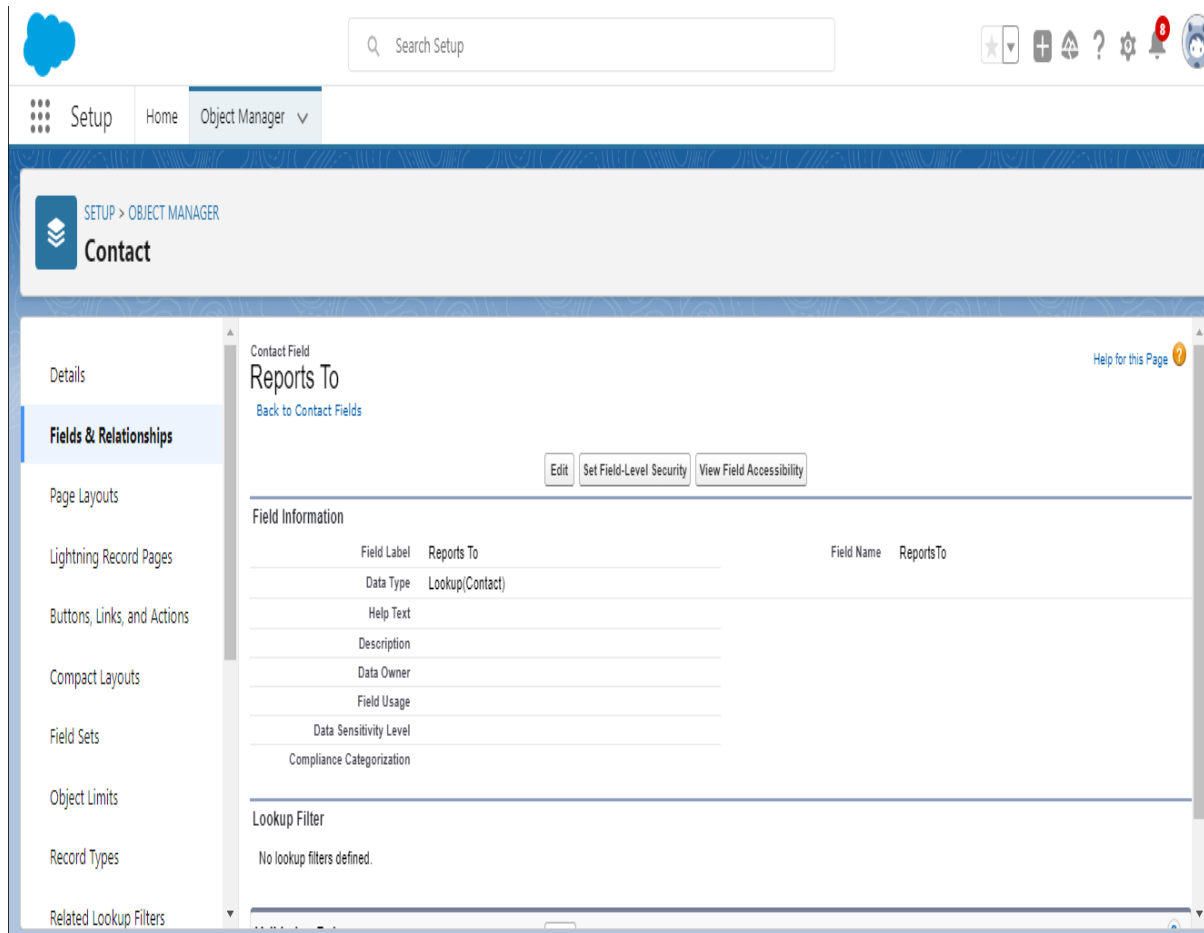 Search Setup
8
Setup
Home
Object Manager
SETUP > OBJECT MANAGER
Contact
Details
Fields & Relationships
Page Layouts
Lightning Record Pages
Buttons, Links, and Actions
Compact Layouts
Field Sets
Object Limits
Record Types
Related Lookup Filters
Contact Field
Reports To
Back to Contact Fields
Help for this Page ?
Edit Set Field-Level Security View Field Accessibility
Field Information
Field Label Reports To Field Name ReportsTo
Data Type Lookup(Contact)
Help Text
Description
Data Owner
Field Usage
Data Sensitivity Level
Compliance Categorization
Lookup Filter
No lookup filters defined.